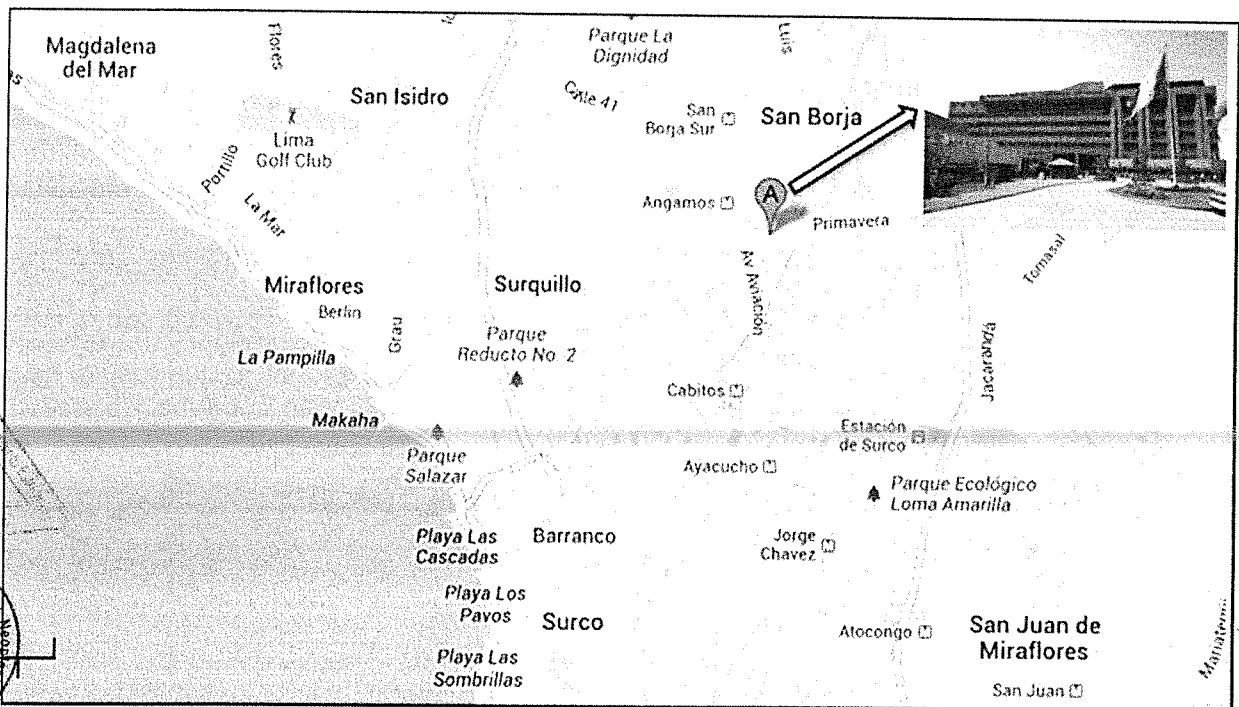 Magdalena
del Mar
Flores
San Isidro
Parque La
Dignidad
Luis
Calle 41
San
Borja Sur
San Borja
Lima
Golf Club
Portillo
La Mar
Angamos
A
Primavera
Av Aviación
Tomasal
Miraflores
Berlin
Surquillo
Grau
Parque
Reducto No. 2
La Pampilla
Jacaranda
Cabitos
Makaha
Parque
Salazar
Estación
de Surco
Ayacucho
Parque Ecológico
Loma Amarilla
Playa Las
Cascadas
Barranco
Jorge
Chavez
Playa Los
Pavos
Surco
Atocongo
San Juan de
Miraflores
Playa Las
Sombrillas
San Juan